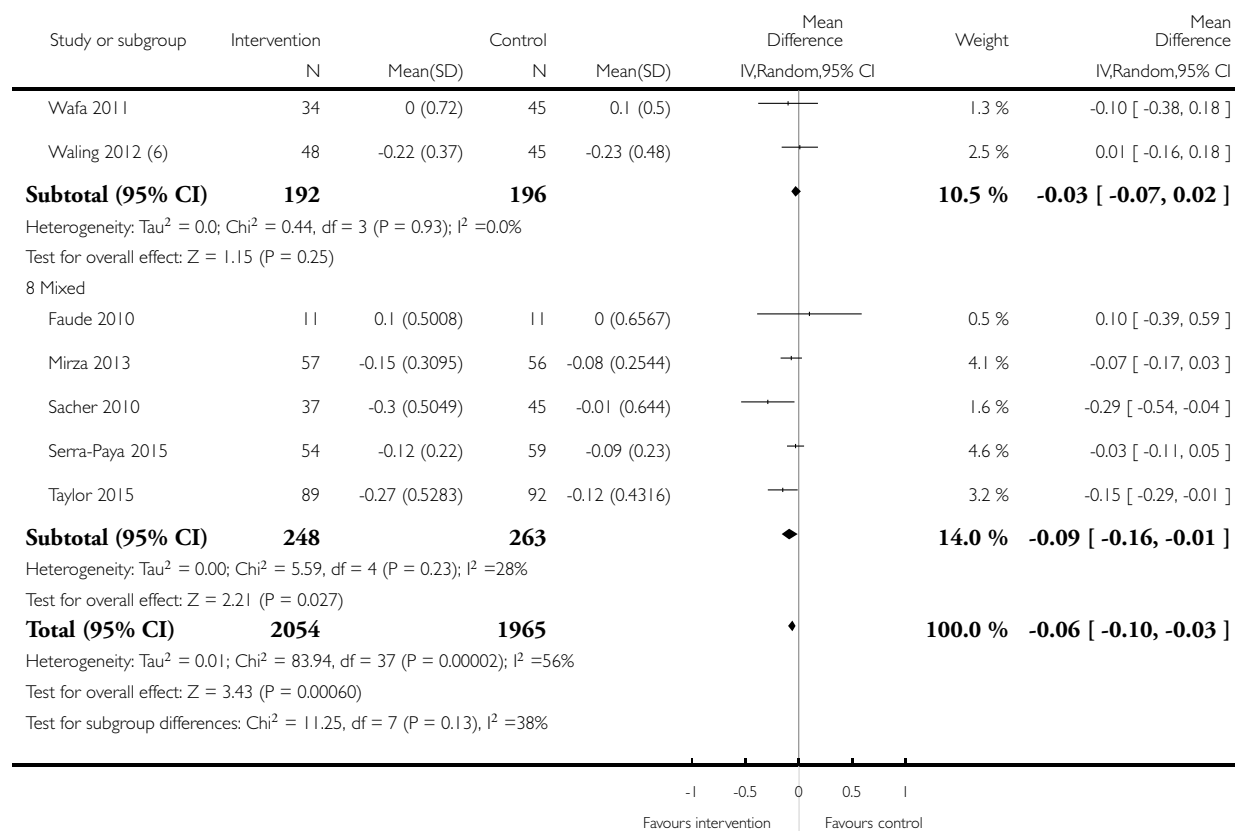 Study or subgroup Intervention Control Mean Difference Weight Mean Difference
N Mean(SD) N Mean(SD) IV,Random,95% CI IV,Random,95% CI
Wafa 2011 34 0 (0.72) 45 0.1 (0.5) 1.3 % -0.10 [ -0.38, 0.18 ]
Waling 2012 (6) 48 -0.22 (0.37) 45 -0.23 (0.48) 2.5 % 0.01 [ -0.16, 0.18 ]
Subtotal (95% CI) 192 196 10.5 % -0.03 [ -0.07, 0.02 ]
Heterogeneity: Tau² = 0.0; Chi² = 0.44, df = 3 (P = 0.93); I² =0.0%
Test for overall effect: Z = 1.15 (P = 0.25)
8 Mixed
Faude 2010 11 0.1 (0.5008) 11 0 (0.6567) 0.5 % 0.10 [ -0.39, 0.59 ]
Mirza 2013 57 -0.15 (0.3095) 56 -0.08 (0.2544) 4.1 % -0.07 [ -0.17, 0.03 ]
Sacher 2010 37 -0.3 (0.5049) 45 -0.01 (0.644) 1.6 % -0.29 [ -0.54, -0.04 ]
Serra-Paya 2015 54 -0.12 (0.22) 59 -0.09 (0.23) 4.6 % -0.03 [ -0.11, 0.05 ]
Taylor 2015 89 -0.27 (0.5283) 92 -0.12 (0.4316) 3.2 % -0.15 [ -0.29, -0.01 ]
Subtotal (95% CI) 248 263 14.0 % -0.09 [ -0.16, -0.01 ]
Heterogeneity: Tau² = 0.00; Chi² = 5.59, df = 4 (P = 0.23); I² =28%
Test for overall effect: Z = 2.21 (P = 0.027)
Total (95% CI) 2054 1965 100.0 % -0.06 [ -0.10, -0.03 ]
Heterogeneity: Tau² = 0.01; Chi² = 83.94, df = 37 (P = 0.00002); I² =56%
Test for overall effect: Z = 3.43 (P = 0.00060)
Test for subgroup differences: Chi² = 11.25, df = 7 (P = 0.13), I² =38%
-1 -0.5 0 0.5 1
Favours intervention Favours control